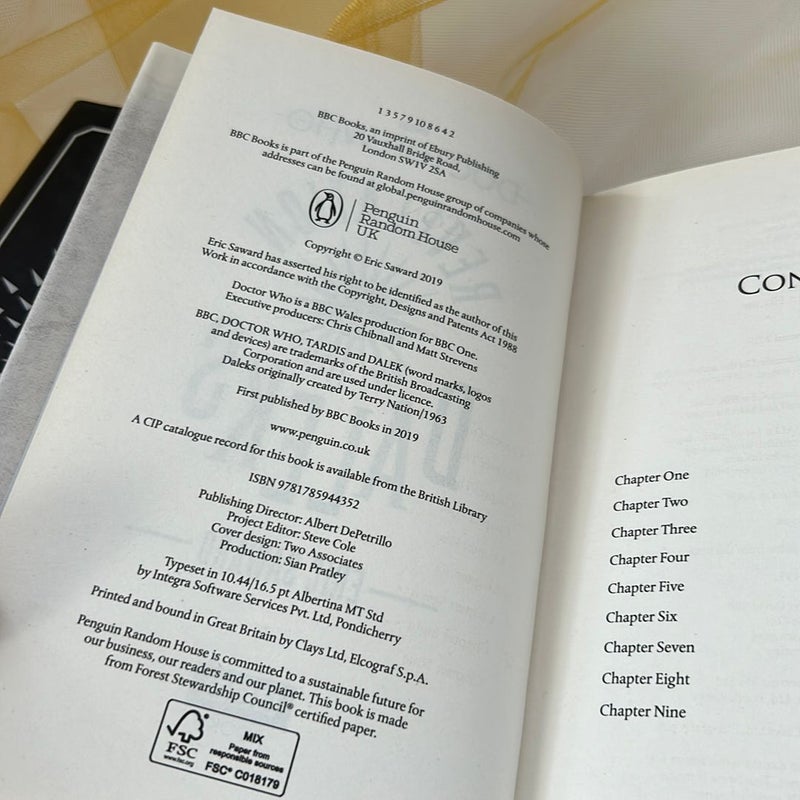 1 3 5 7 9 10 8 6 4 2
BBC Books, an imprint of Ebury Publishing
20 Vauxhall Bridge Road,
London SW1V 2SA
BBC Books is part of the Penguin Random House group of companies whose
addresses can be found at global.penguinrandomhouse.com
Penguin
Random House
UK
Copyright © Eric Saward 2019
Eric Saward has asserted his right to be identified as the author of this
Work in accordance with the Copyright, Designs and Patents Act 1988
Doctor Who is a BBC Wales production for BBC One.
Executive producers: Chris Chibnall and Matt Strevens
BBC, DOCTOR WHO, TARDIS and DALEK (word marks, logos
and devices) are trademarks of the British Broadcasting
Corporation and are used under licence.
Daleks originally created by Terry Nation/1963
First published by BBC Books in 2019
www.penguin.co.uk
A CIP catalogue record for this book is available from the British Library
ISBN 9781785944352
Publishing Director: Albert DePetrillo
Project Editor: Steve Cole
Cover design: Two Associates
Production: Sian Pratley
Typeset in 10.44/16.5 pt Albertina MT Std
by Integra Software Services Pvt. Ltd, Pondicherry
Printed and bound in Great Britain by Clays Ltd, Elcograf S.p.A.
Penguin Random House is committed to a sustainable future for
our business, our readers and our planet. This book is made
from Forest Stewardship Council® certified paper.
FSC
www.fsc.org
MIX
Paper from
responsible sources
FSC® C018179
CON
Chapter One
Chapter Two
Chapter Three
Chapter Four
Chapter Five
Chapter Six
Chapter Seven
Chapter Eight
Chapter Nine